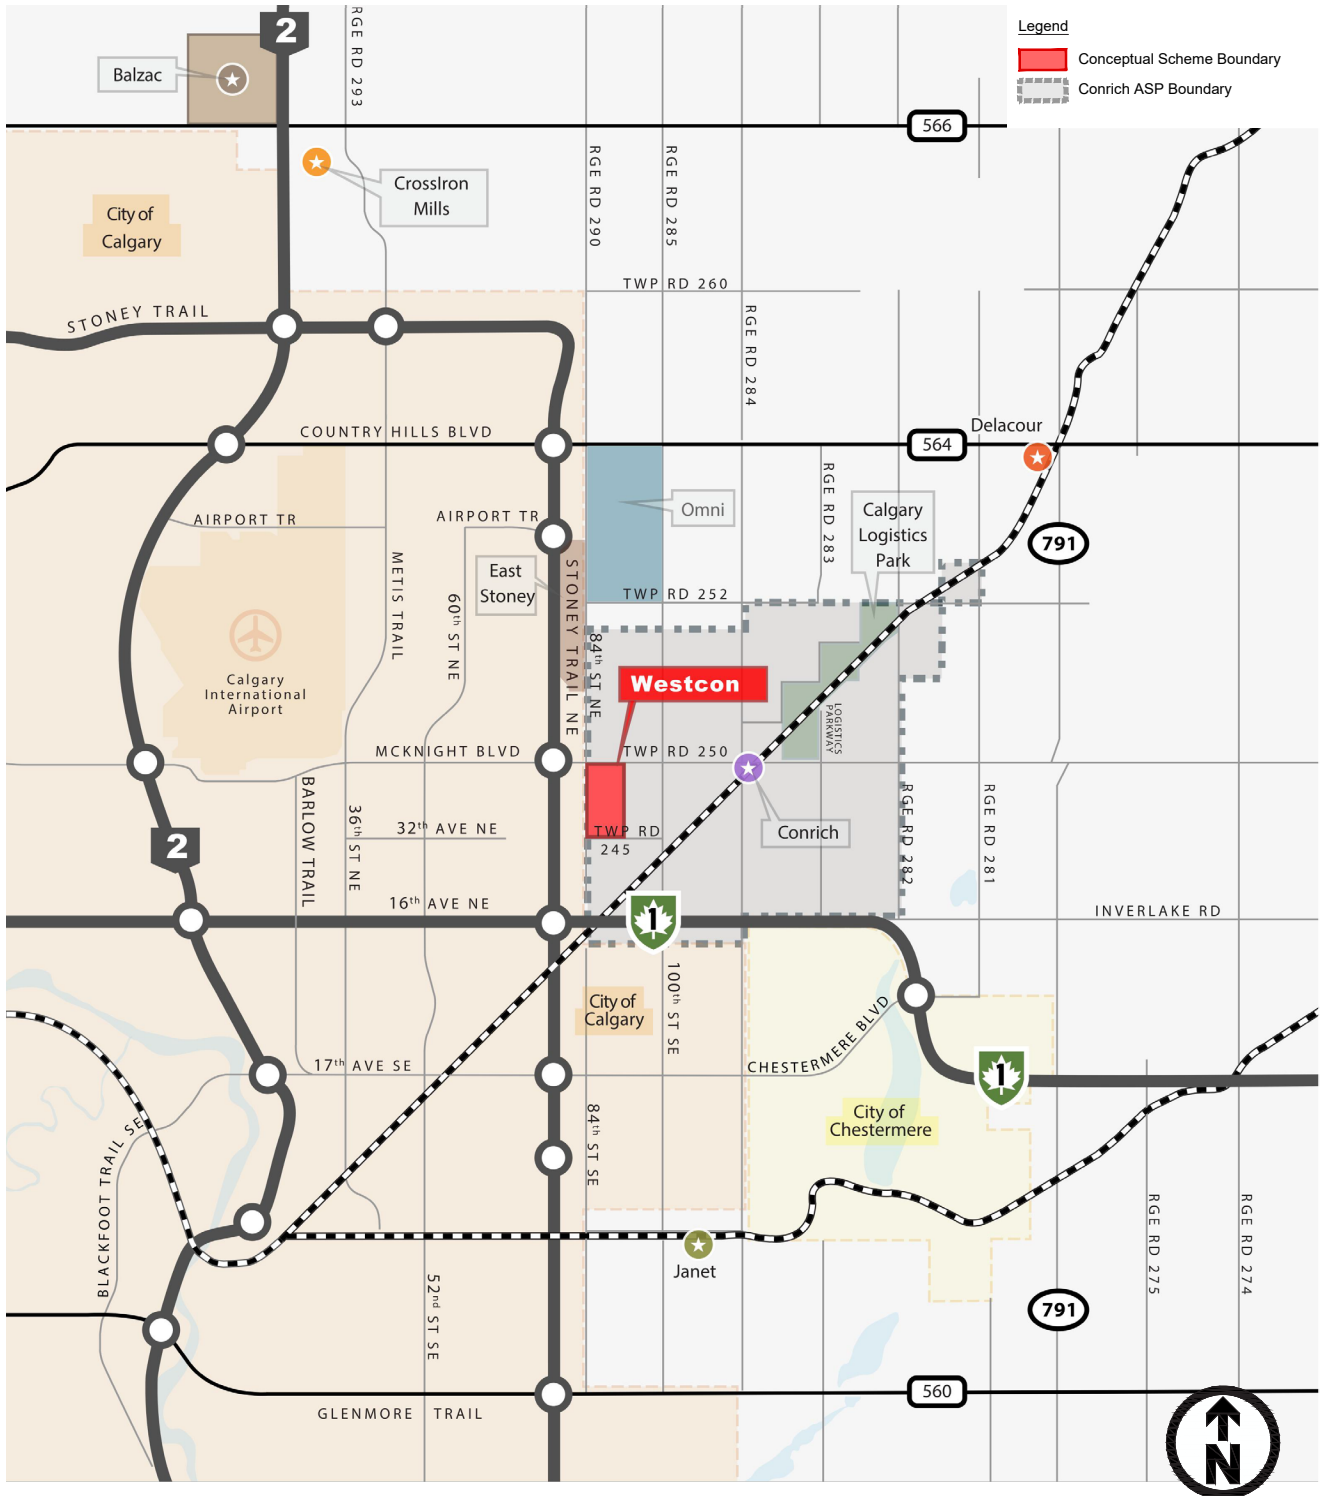 2
RGE RD 293
Legend
Conceptual Scheme Boundary
Conrich ASP Boundary
Balzac
566
CrossIron
Mills
RGE RD 290
RGE RD 285
City of
Calgary
TWP RD 260
STONEY TRAIL
RGE RD 284
COUNTRY HILLS BLVD
564
Delacour
Omni
RGE RD 283
Calgary
Logistics
Park
AIRPORT TR
AIRPORT TR
791
METIS TRAIL
East
Stoney
60th ST NE
STONEY TRAIL NE
TWP RD 252
84th ST NE
Westcon
Calgary
International
Airport
LOGISTICS
PARKWAY
MCKNIGHT BLVD
TWP RD 250
BARLOW TRAIL
36th ST NE
32th AVE NE
TWP RD
245
Conrich
RGE RD 282
RGE RD 281
2
16th AVE NE
1
INVERLAKE RD
100th ST SE
City of
Calgary
CHESTERMERE BLVD
17th AVE SE
1
BLACKFOOT TRAIL SE
84th ST SE
City of
Chestermere
RGE RD 275
RGE RD 274
Janet
52nd ST SE
791
560
GLENMORE TRAIL
N